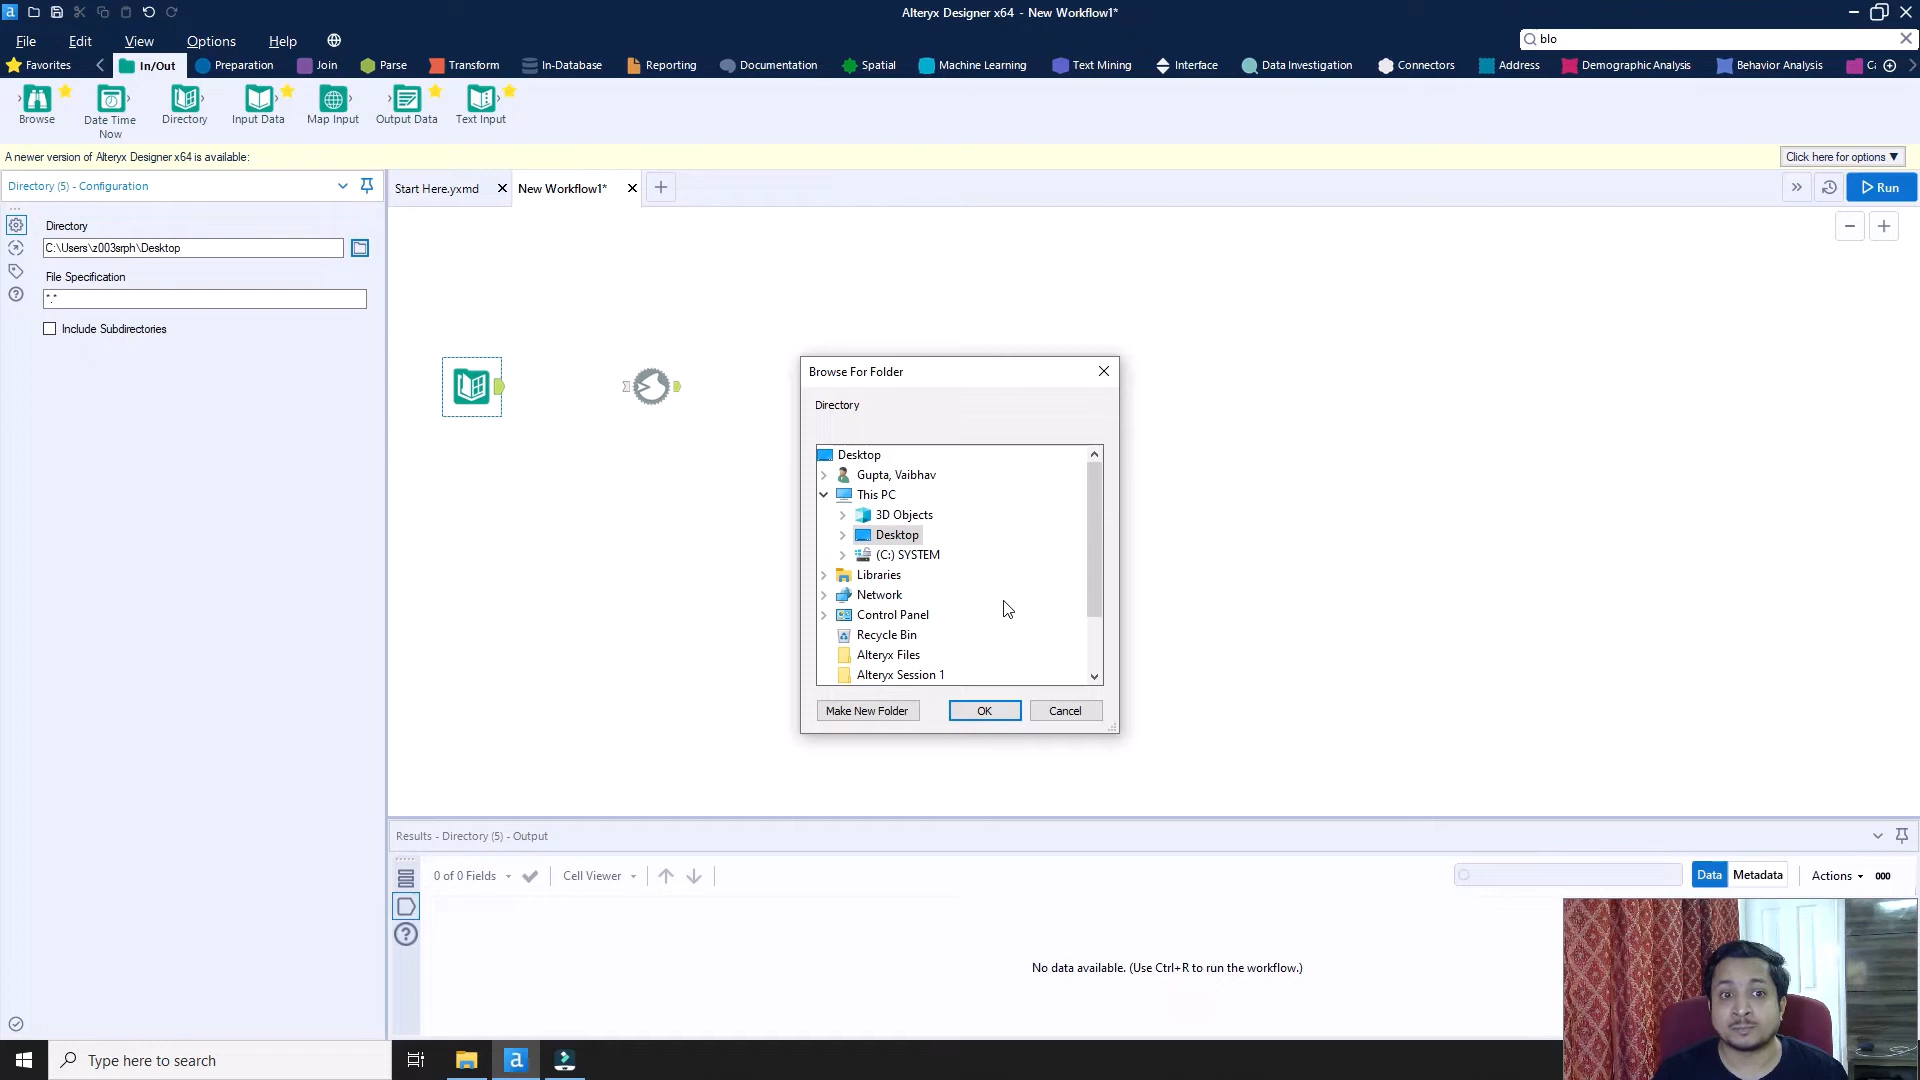 Alteryx Designer x64 - New Workflow1*
File Edit View Options Help
blo
Favorites In/Out Preparation Join Parse Transform In-Database Reporting Documentation Spatial Machine Learning Text Mining Interface Data Investigation Connectors Address Demographic Analysis Behavior Analysis
Browse Date Time Now Directory Input Data Map Input Output Data Text Input
A newer version of Alteryx Designer x64 is available:
Click here for options
Directory (5) - Configuration
Start Here.yxmd New Workflow1*
Run
Directory
C:\Users\z003srph\Desktop
File Specification
*.*
Include Subdirectories
Browse For Folder
Directory
Desktop
Gupta, Vaibhav
This PC
3D Objects
Desktop
(C:) SYSTEM
Libraries
Network
Control Panel
Recycle Bin
Alteryx Files
Alteryx Session 1
Make New Folder OK Cancel
Results - Directory (5) - Output
0 of 0 Fields Cell Viewer
Data Metadata Actions 000
No data available. (Use Ctrl+R to run the workflow.)
Type here to search